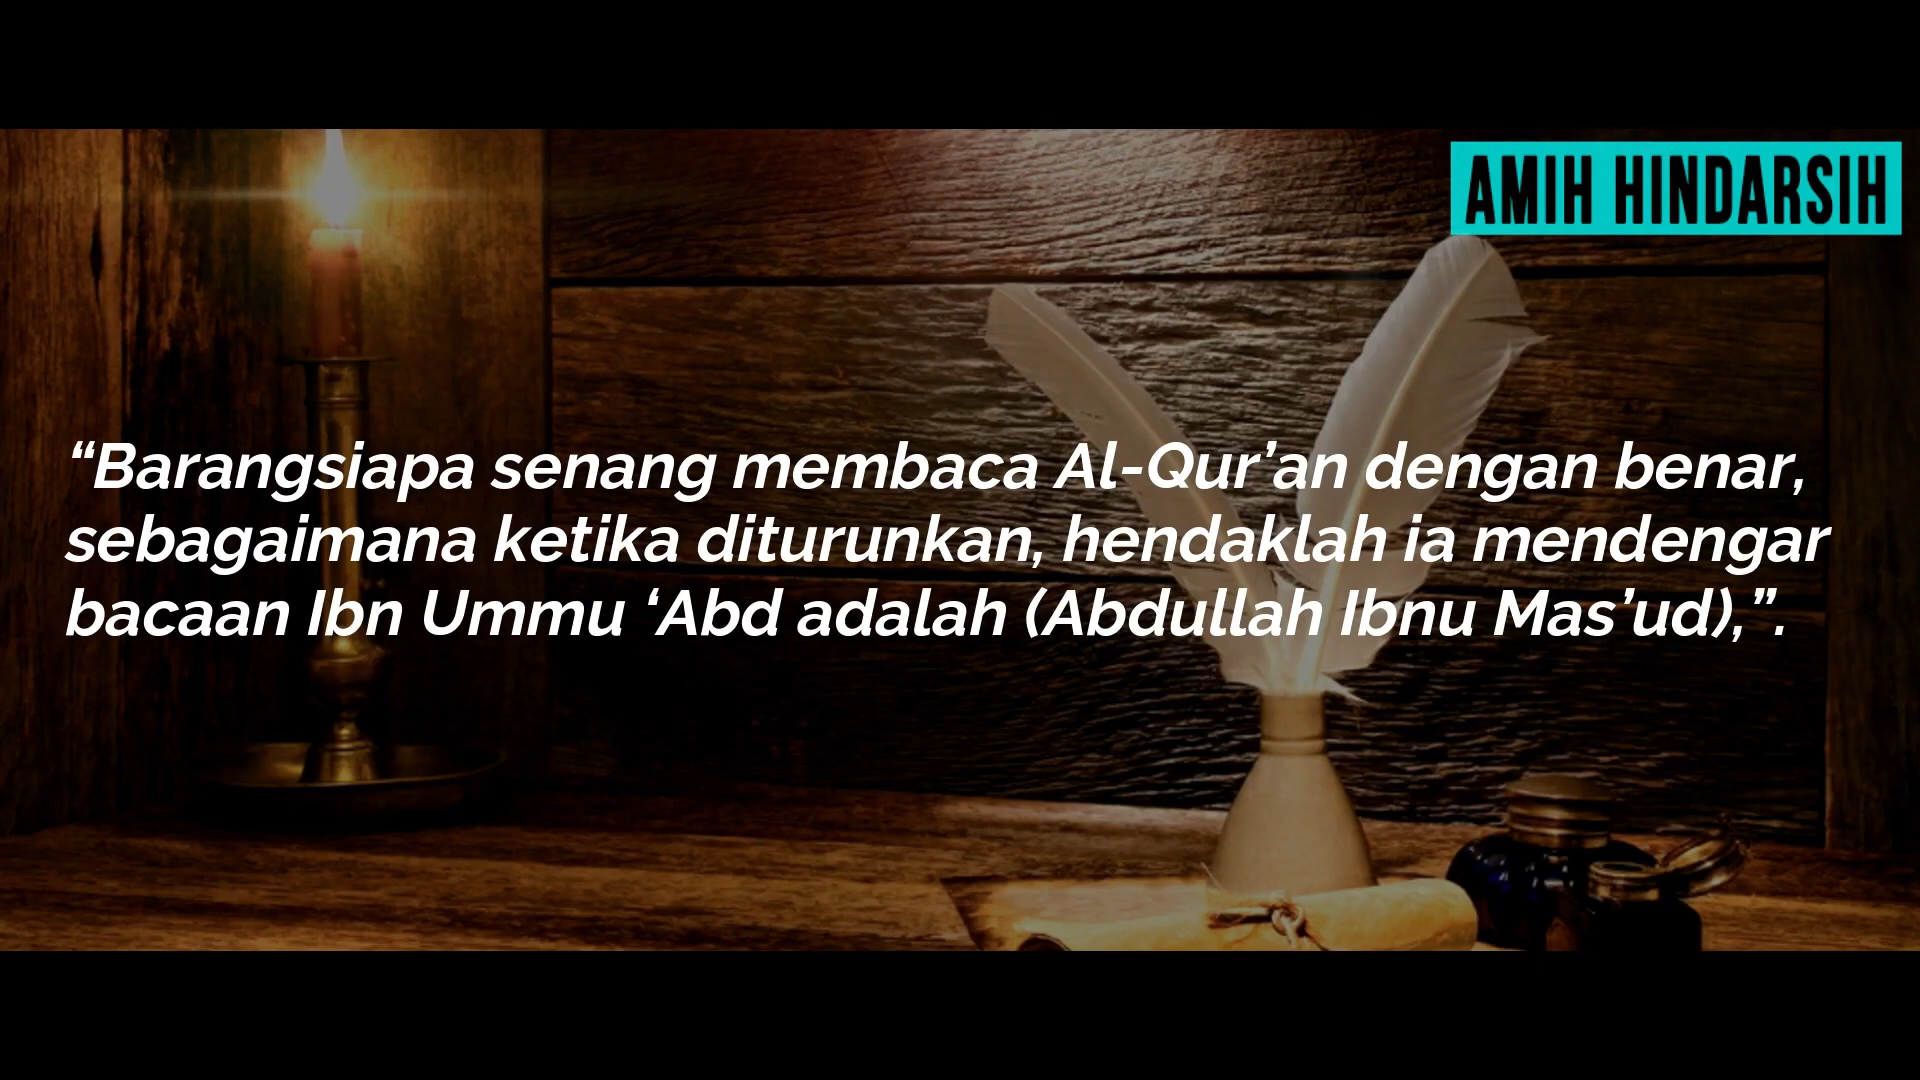 AMIH HINDARSIH
“Barangsiapa senang membaca Al-Qur’an dengan benar,
sebagaimana ketika diturunkan, hendaklah ia mendengar
bacaan Ibn Ummu ‘Abd adalah (Abdullah Ibnu Mas’ud),”.